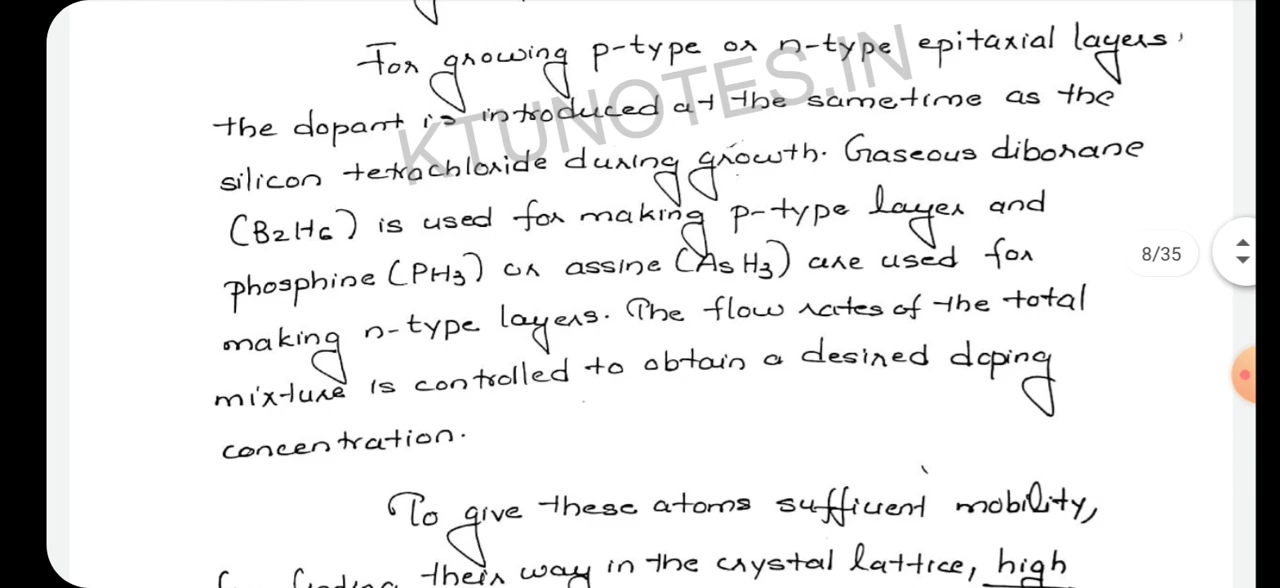 For growing p-type or n-type epitaxial layers,
the dopant is introduced at the sametime as the
silicon tetrachloride during growth. Gaseous diborane
(B2H6) is used for making p-type layer and
phosphine (PH3) or assine (AsH3) are used for
making n-type layers. The flow rates of the total
mixture is controlled to obtain a desired doping
concentration.
To give these atoms sufficient mobility,
their way in the crystal lattice, high
KTUNOTES.IN
8/35